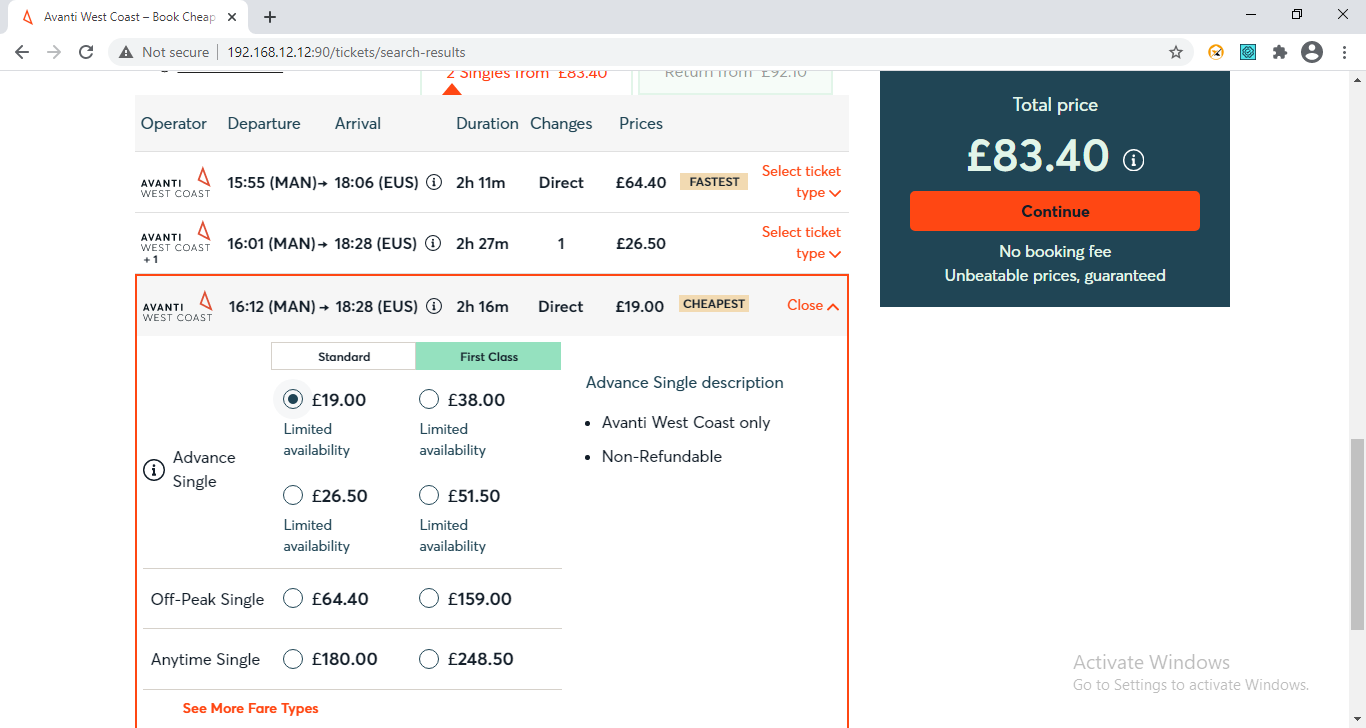 Avanti West Coast – Book Cheap
Not secure 192.168.12.12:90/tickets/search-results
2 Singles from £83.40 Return from £92.10
Operator Departure Arrival Duration Changes Prices
AVANTI WEST COAST 15:55 (MAN)→ 18:06 (EUS) 2h 11m Direct £64.40 FASTEST Select ticket type
AVANTI WEST COAST +1 16:01 (MAN)→ 18:28 (EUS) 2h 27m 1 £26.50 Select ticket type
AVANTI WEST COAST 16:12 (MAN)→ 18:28 (EUS) 2h 16m Direct £19.00 CHEAPEST Close
Standard First Class
Advance Single
£19.00 £38.00
Limited availability Limited availability
£26.50 £51.50
Limited availability Limited availability
Off-Peak Single £64.40 £159.00
Anytime Single £180.00 £248.50
See More Fare Types
Advance Single description
• Avanti West Coast only
• Non-Refundable
Total price
£83.40
Continue
No booking fee
Unbeatable prices, guaranteed
Activate Windows
Go to Settings to activate Windows.